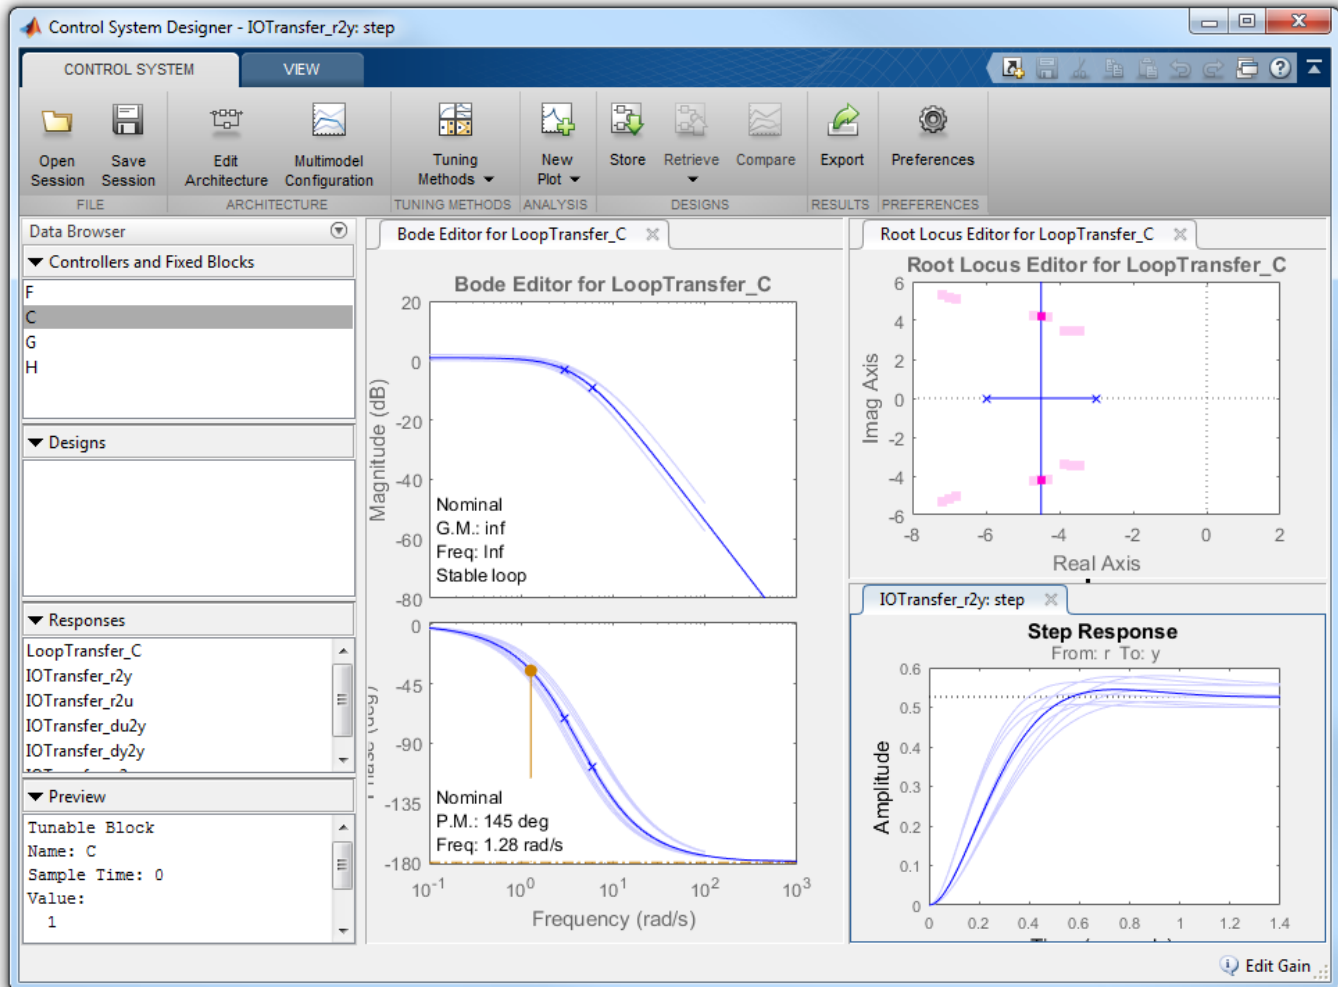 Control System Designer - IOTransfer_r2y: step
CONTROL SYSTEM
VIEW
Open Session
Save Session
Edit Architecture
Multimodel Configuration
Tuning Methods
New Plot
Store
Retrieve
Compare
Export
Preferences
FILE
ARCHITECTURE
TUNING METHODS
ANALYSIS
DESIGNS
RESULTS
PREFERENCES
Data Browser
Controllers and Fixed Blocks
F
C
G
H
Designs
Responses
LoopTransfer_C
IOTransfer_r2y
IOTransfer_r2u
IOTransfer_du2y
IOTransfer_dy2y
Preview
Tunable Block
Name: C
Sample Time: 0
Value:
1
Bode Editor for LoopTransfer_C
Bode Editor for LoopTransfer_C
Magnitude (dB)
20
0
-20
-40
-60
-80
Nominal
G.M.: inf
Freq: Inf
Stable loop
0
-45
-90
-135
-180
Nominal
P.M.: 145 deg
Freq: 1.28 rad/s
10^-1
10^0
10^1
10^2
10^3
Frequency (rad/s)
Root Locus Editor for LoopTransfer_C
Root Locus Editor for LoopTransfer_C
Imag Axis
6
4
2
0
-2
-4
-6
-8
-6
-4
-2
0
2
Real Axis
IOTransfer_r2y: step
Step Response
From: r To: y
Amplitude
0.6
0.5
0.4
0.3
0.2
0.1
0
0
0.2
0.4
0.6
0.8
1
1.2
1.4
Edit Gain